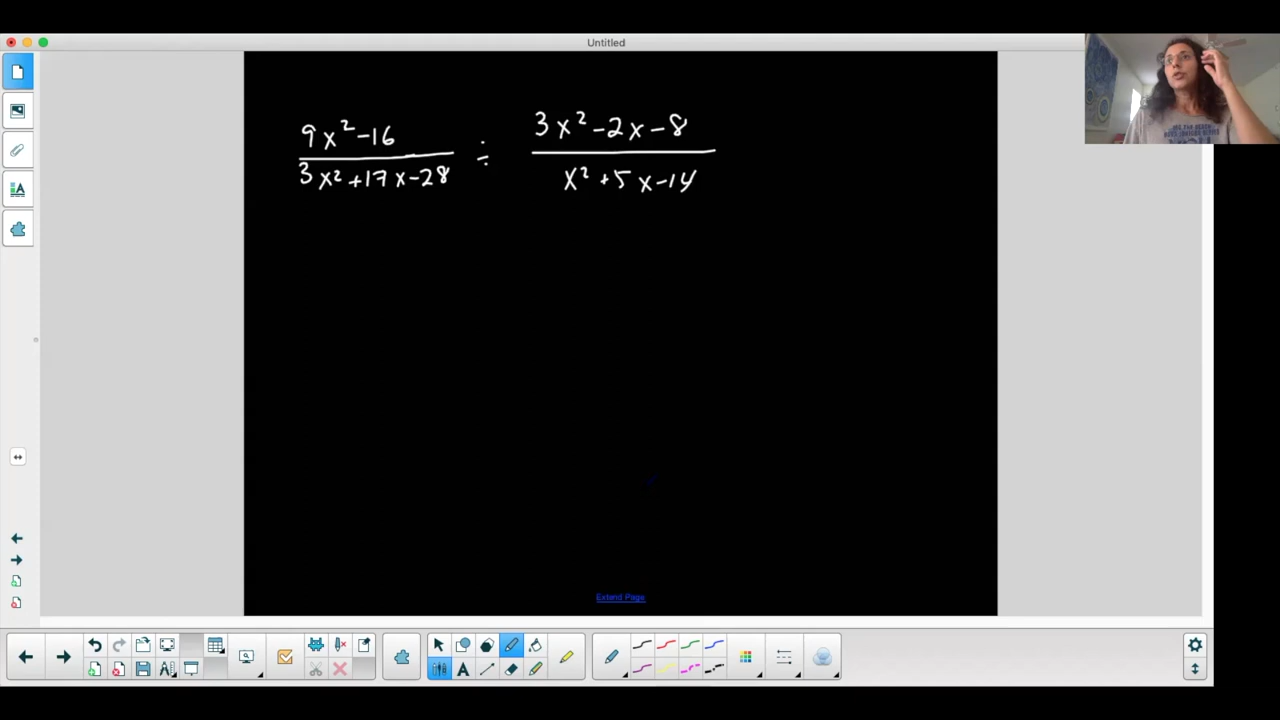 Untitled
9x²-16
3x²+17x-28
÷
3x²-2x-8
x²+5x-14
Extend Page